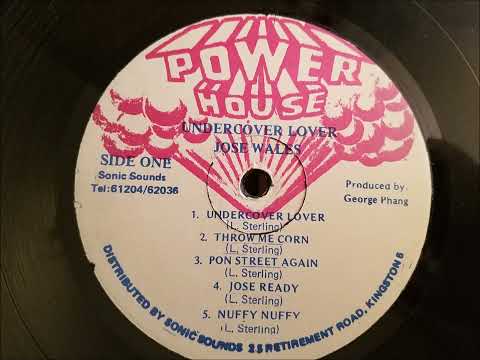 POWER
HOUSE
UNDERCOVER LOVER
JOSE WALES
SIDE ONE
Sonic Sounds
Tel:61204/62036
Produced by
George Phang
1. UNDERCOVER LOVER
(L. Sterling)
2. THROW ME CORN
(L. Sterling)
3. PON STREET AGAIN
(L. Sterling)
4. JOSE READY
(L. Sterling)
5. NUFFY NUFFY
(L. Sterling)
DISTRIBUTED BY SONIC SOUNDS 25 RETIREMENT ROAD, KINGSTON 5